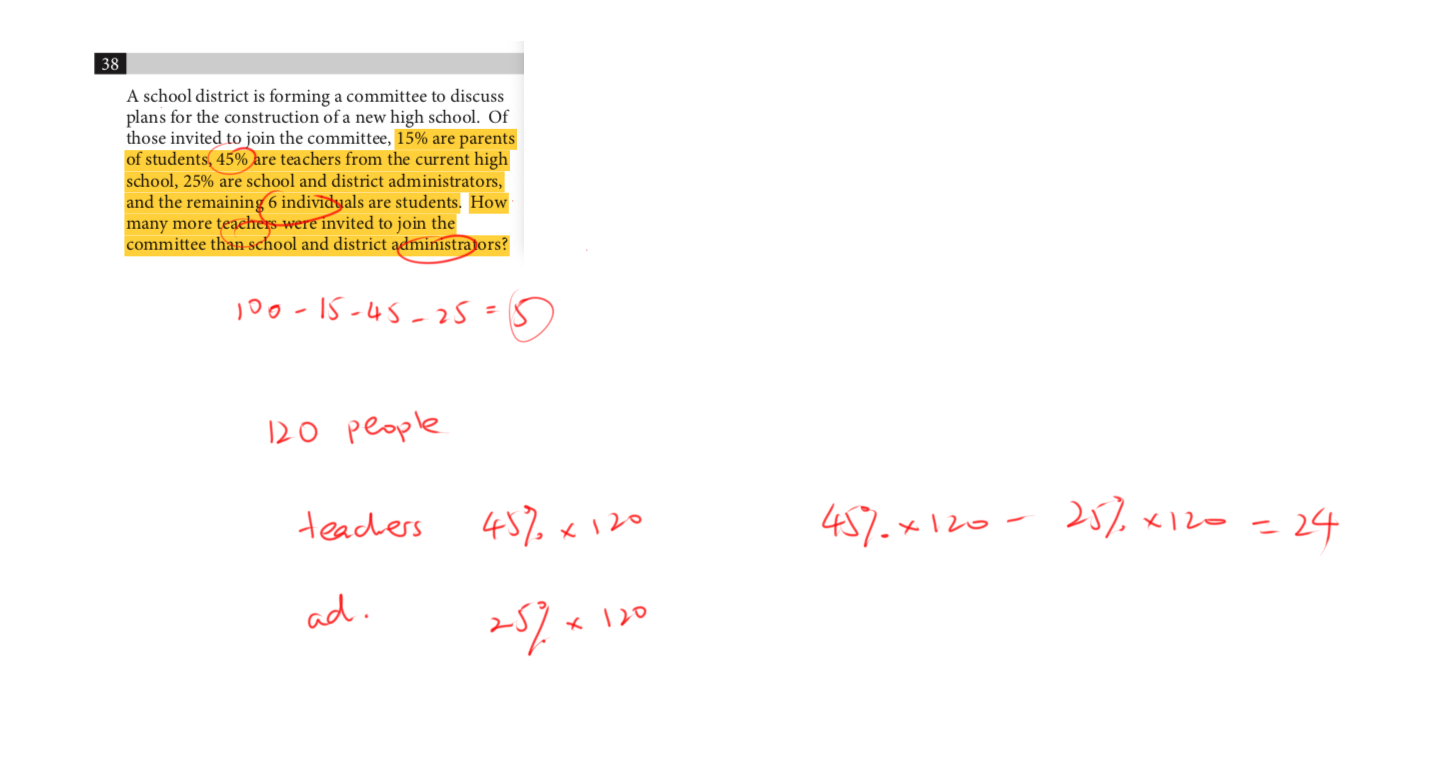 38
A school district is forming a committee to discuss
plans for the construction of a new high school. Of
those invited to join the committee, 15% are parents
of students, 45% are teachers from the current high
school, 25% are school and district administrators,
and the remaining 6 individuals are students. How
many more teachers were invited to join the
committee than school and district administrators?
100 - 15 - 45 - 25 = 5
120 people
teachers 45% × 120
45% × 120 - 25% × 120 = 24
ad. 25% × 120